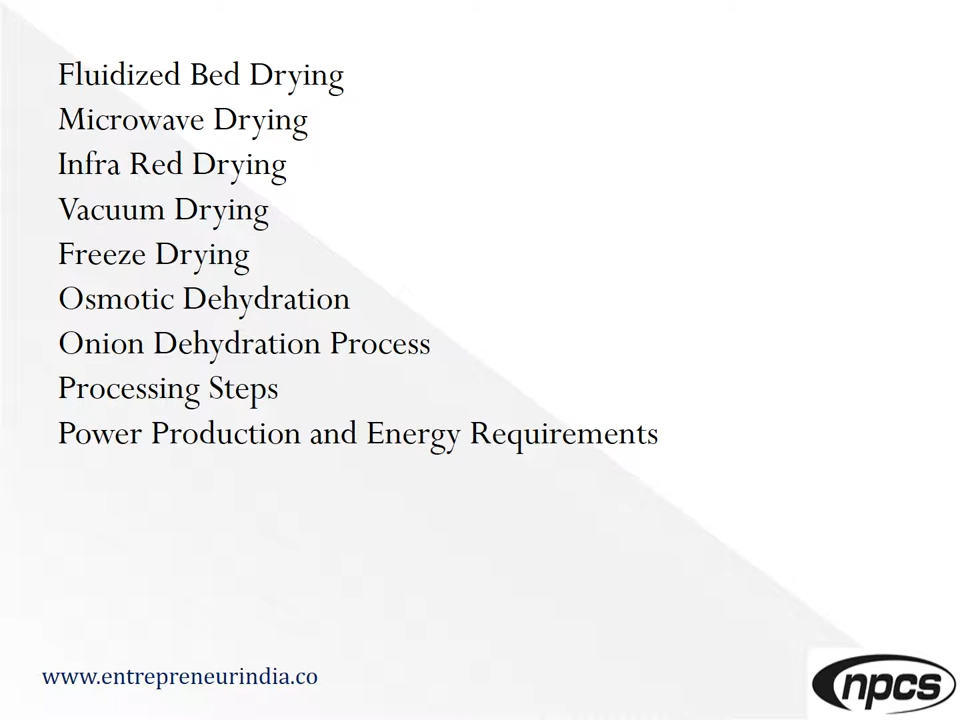 Fluidized Bed Drying
Microwave Drying
Infra Red Drying
Vacuum Drying
Freeze Drying
Osmotic Dehydration
Onion Dehydration Process
Processing Steps
Power Production and Energy Requirements
www.entrepreneurindia.co
npcs